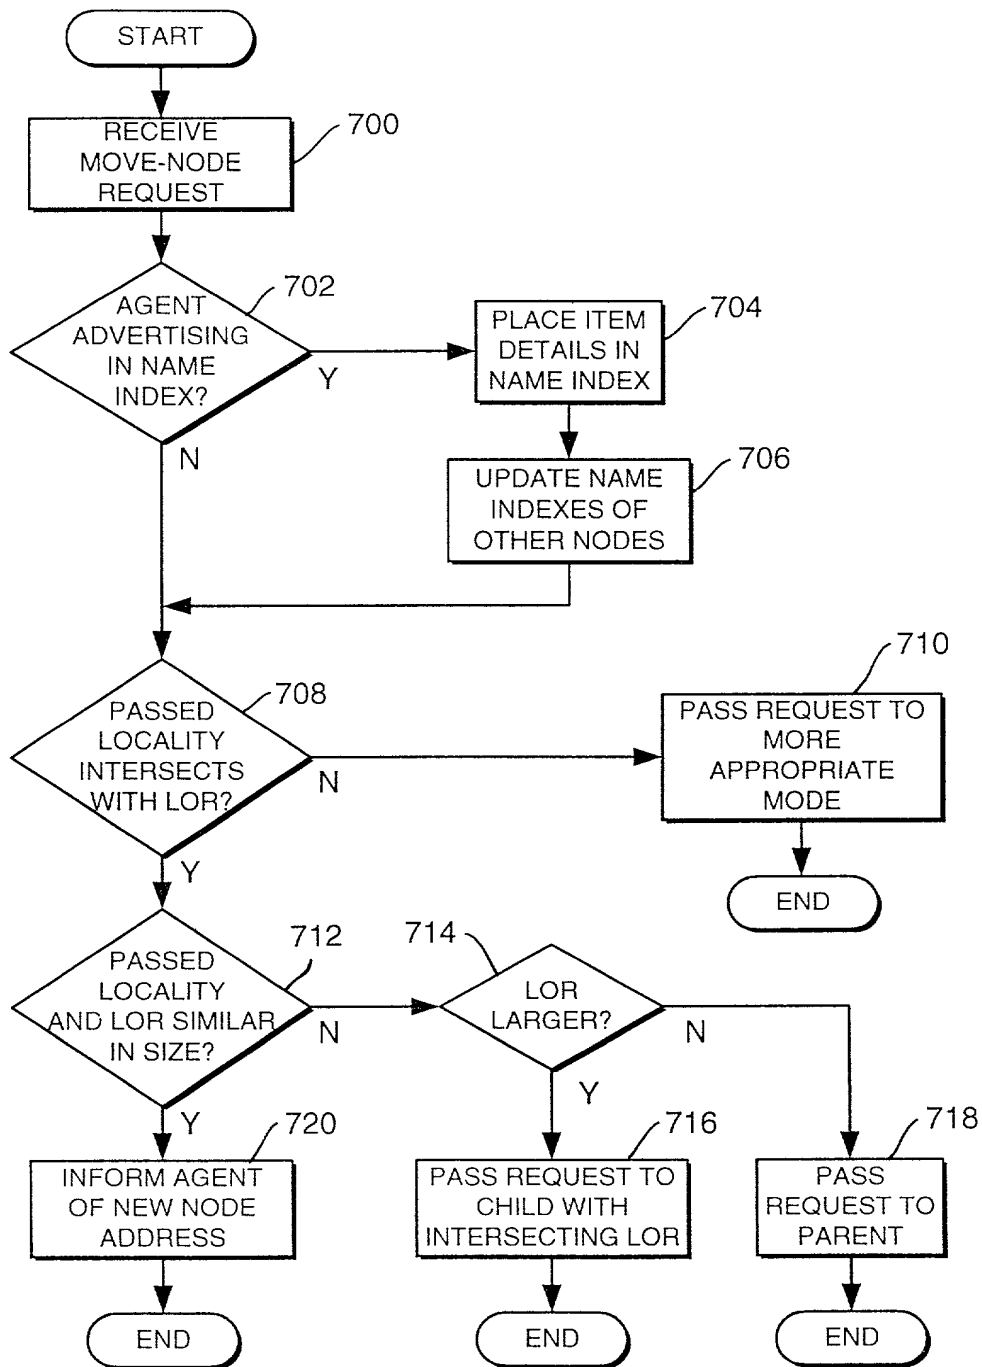 START
RECEIVE
MOVE-NODE
REQUEST
700
AGENT
ADVERTISING
IN NAME
INDEX?
702
Y
N
PLACE ITEM
DETAILS IN
NAME INDEX
704
UPDATE NAME
INDEXES OF
OTHER NODES
706
PASSED
LOCALITY
INTERSECTS
WITH LOR?
708
N
Y
PASS REQUEST TO
MORE
APPROPRIATE
MODE
710
END
PASSED
LOCALITY
AND LOR SIMILAR
IN SIZE?
712
N
Y
LOR
LARGER?
714
N
Y
INFORM AGENT
OF NEW NODE
ADDRESS
720
PASS REQUEST TO
CHILD WITH
INTERSECTING LOR
716
PASS
REQUEST TO
PARENT
718
END
END
END